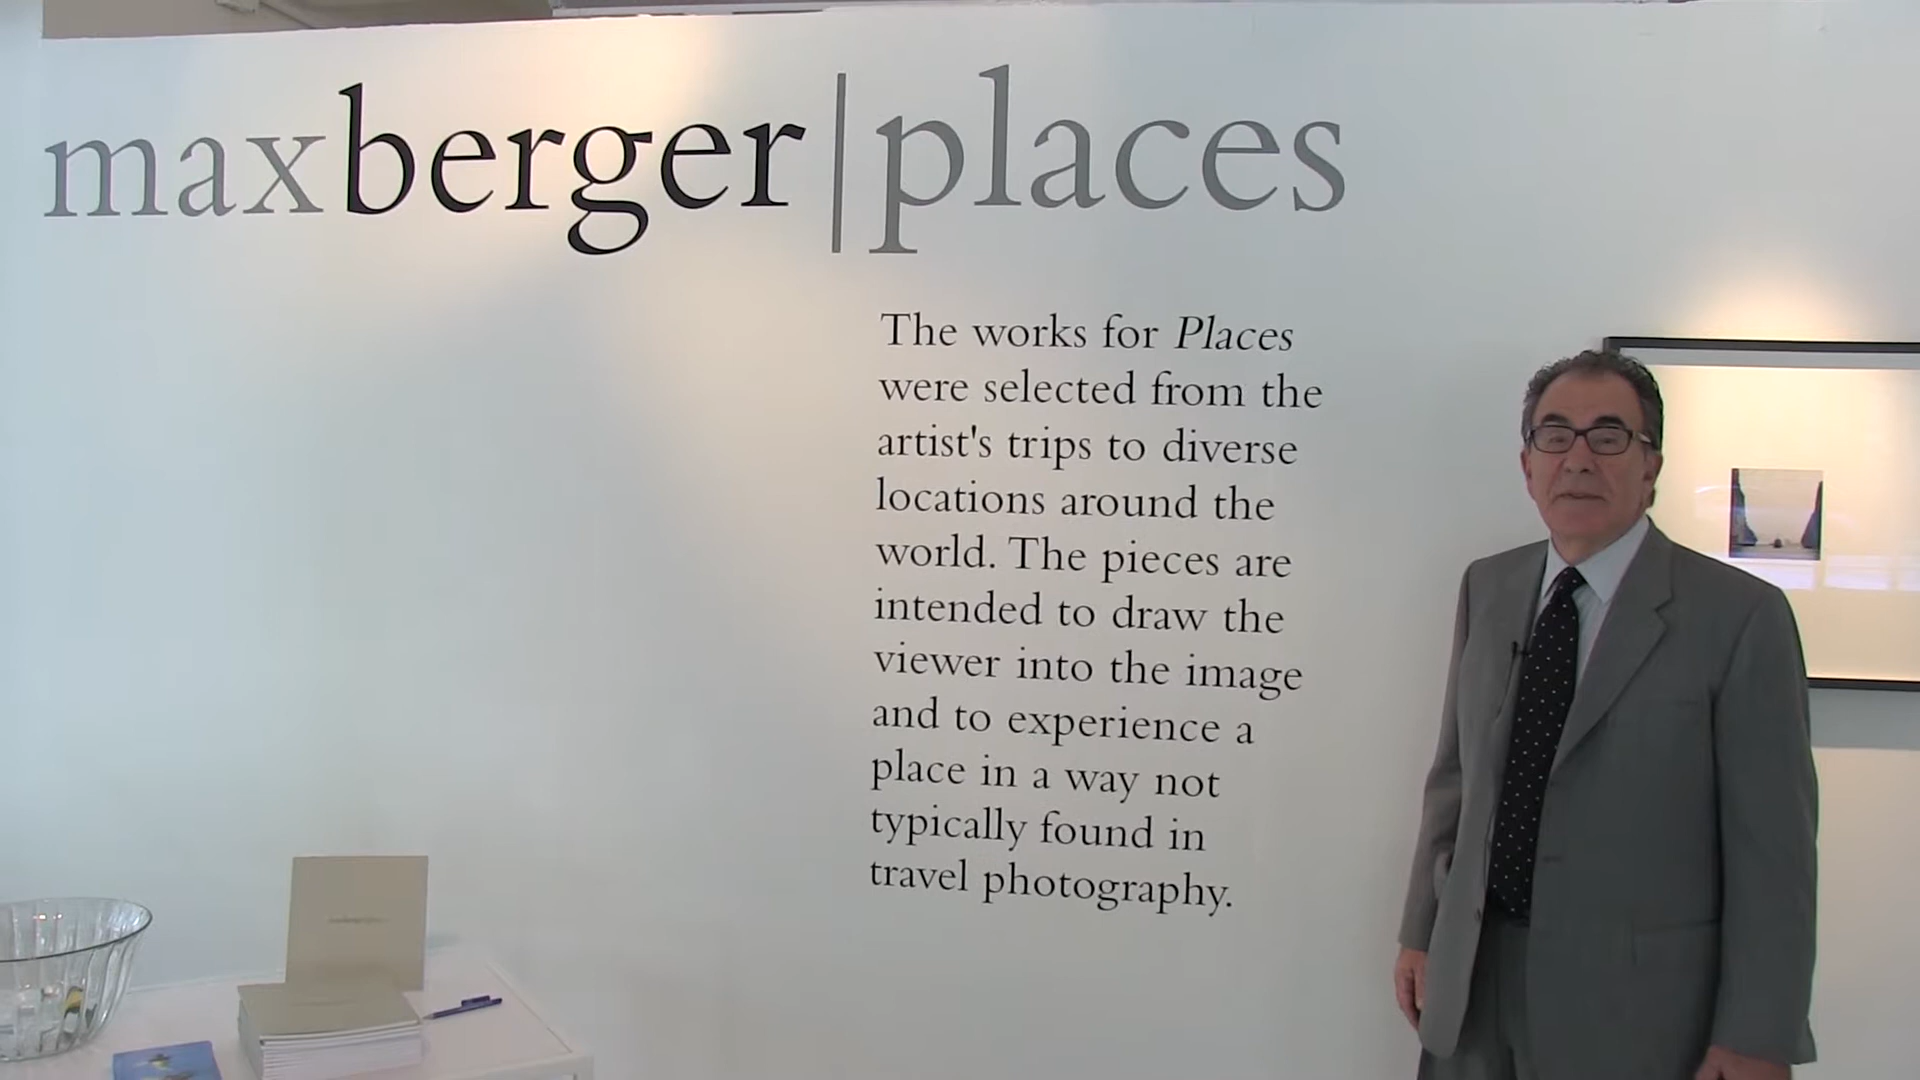 maxberger|places
The works for Places
were selected from the
artist's trips to diverse
locations around the
world. The pieces are
intended to draw the
viewer into the image
and to experience a
place in a way not
typically found in
travel photography.